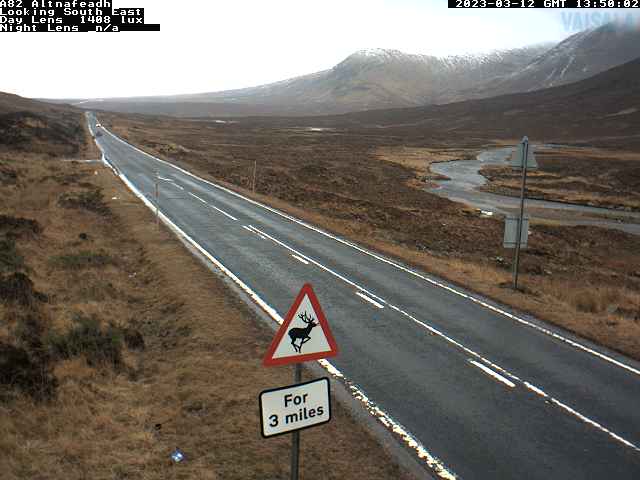 A82 Altnafeadh
Looking South East
Day Lens 1408 lux
Night Lens n/a
2023-03-12 GMT 13:50:02
VAISALA
For
3 miles